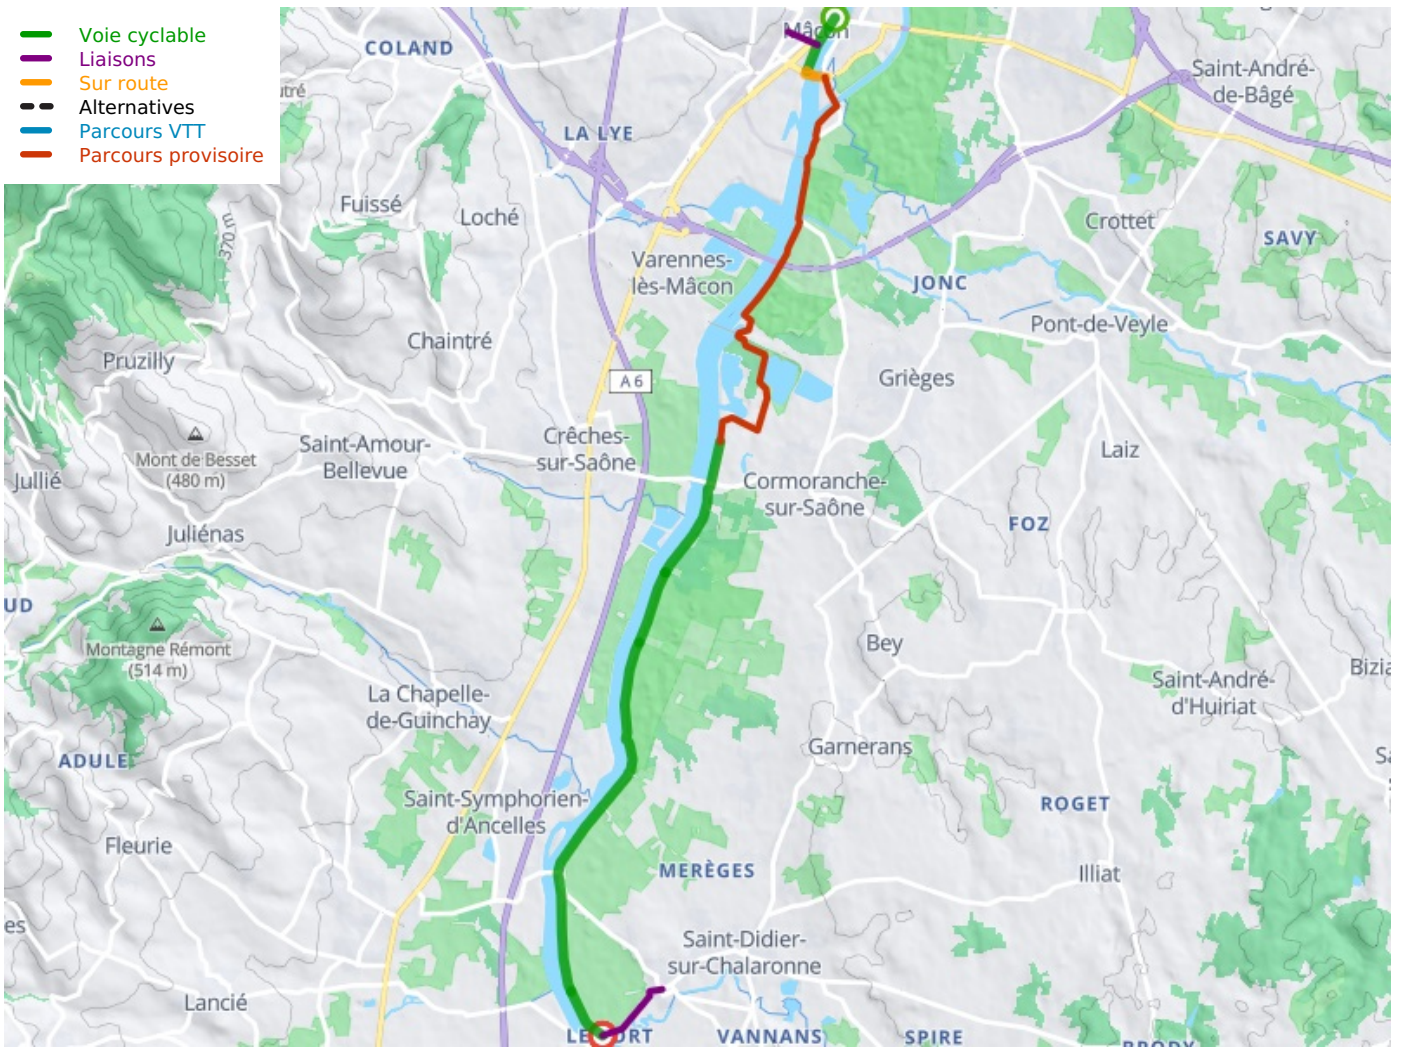 Voie cyclable
Liaisons
Sur route
Alternatives
Parcours VTT
Parcours provisoire
Mâcon
COLAND
Saint-André-
de-Bâgé
LA LYE
Fuissé
Loché
370 m
Crottet
SAVY
Varennes-
lès-Mâcon
JONC
Pont-de-Veyle
Chaintré
Pruzilly
A 6
Grièges
Crêches-
sur-Saône
Saint-Amour-
Bellevue
Mont de Besset
(480 m)
Jullié
Laiz
Cormoranche-
sur-Saône
FOZ
Juliénas
UD
Montagne Rémont
(514 m)
Bey
Bizia
Saint-André-
d'Huiriat
La Chapelle-
de-Guinchay
Garnerans
ADULE
Saint-Symphorien-
d'Ancelles
ROGET
Fleurie
MERÈGES
Illiat
es
Saint-Didier-
sur-Chalaronne
Lancié
VANNANS
SPIRE